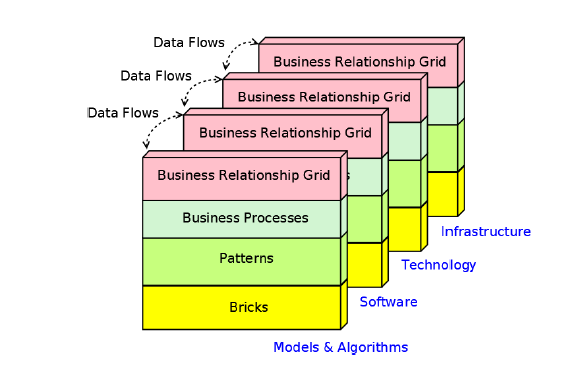 Data Flows
Business Relationship Grid
Data Flows
Business Relationship Grid
Data Flows
Business Relationship Grid
Business Relationship Grid
Business Processes
Patterns
Bricks
Infrastructure
Technology
Software
Models & Algorithms